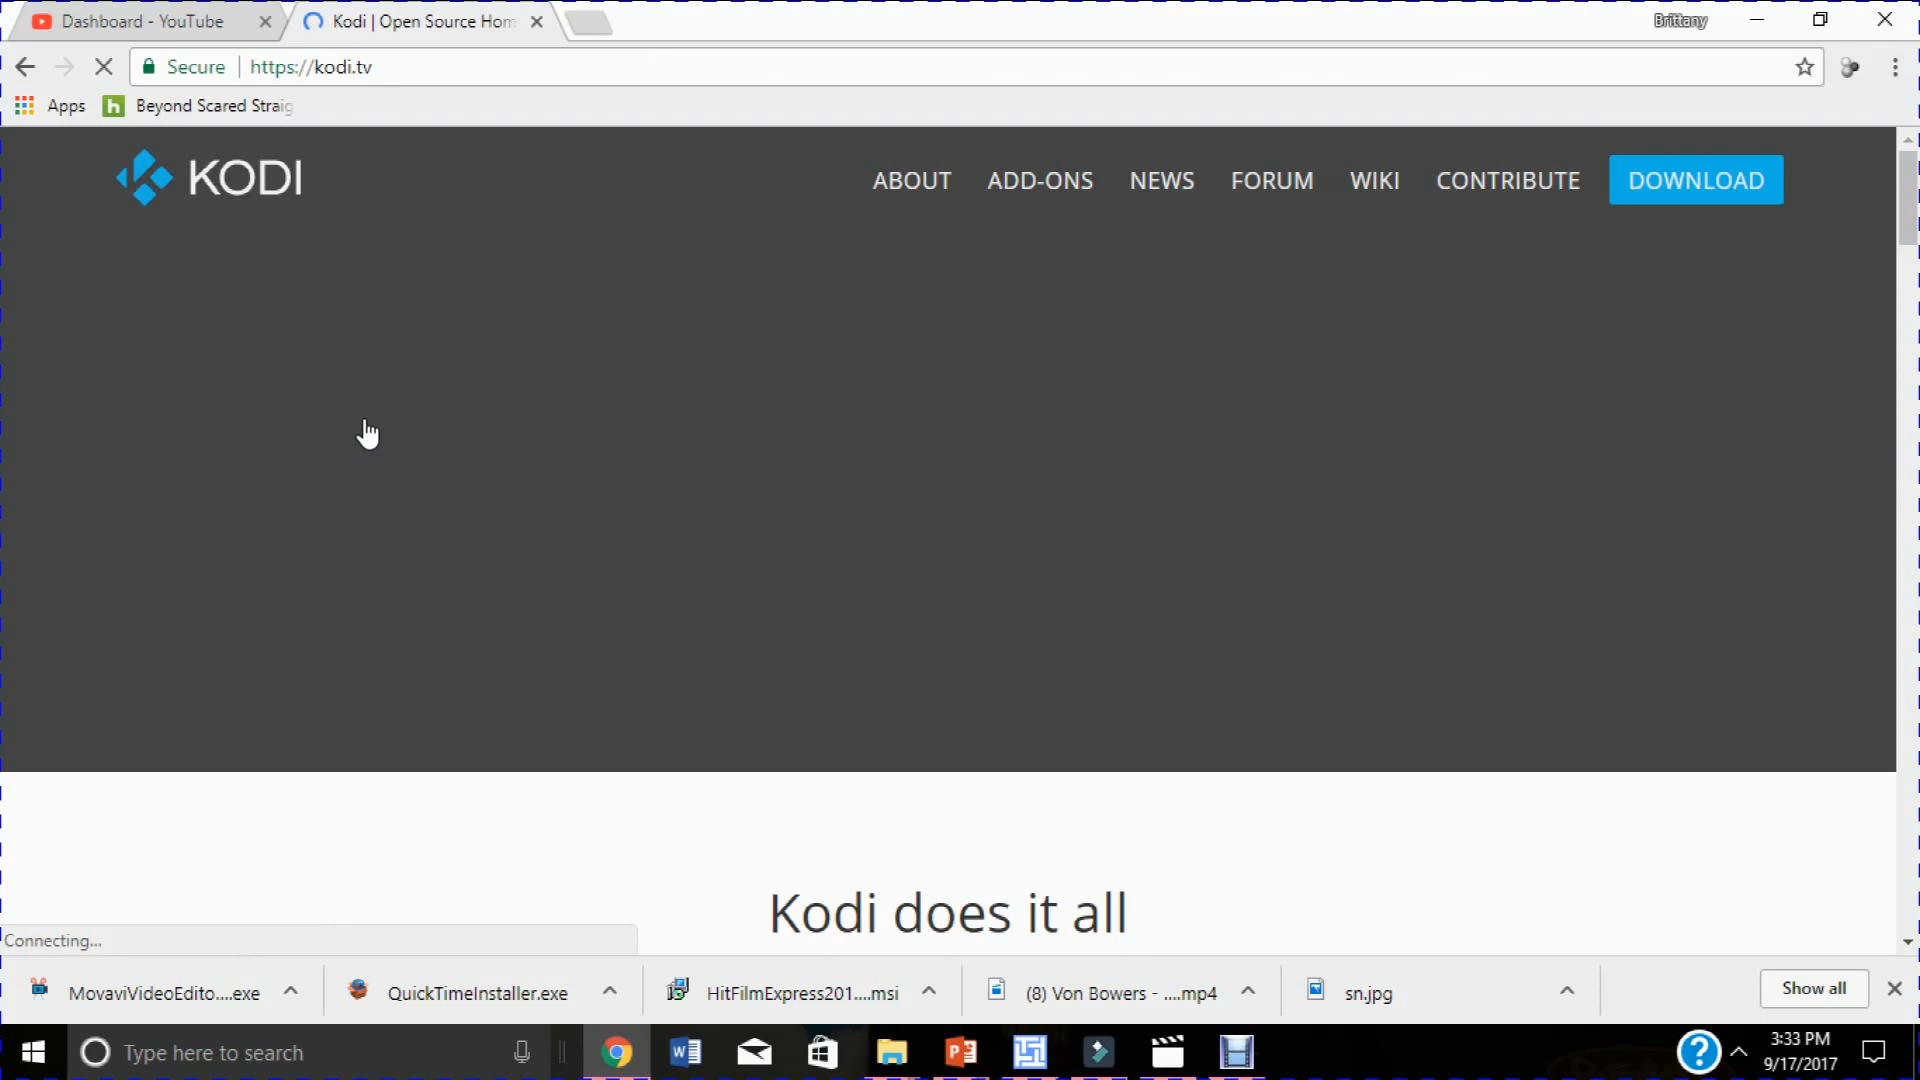 Dashboard - YouTube
Kodi | Open Source Hom
Brittany
Secure
https://kodi.tv
Apps
Beyond Scared Straig
KODI
ABOUT
ADD-ONS
NEWS
FORUM
WIKI
CONTRIBUTE
DOWNLOAD
Kodi does it all
Connecting...
MovaviVideoEdito....exe
QuickTimeInstaller.exe
HitFilmExpress201....msi
(8) Von Bowers - ....mp4
sn.jpg
Show all
Type here to search
3:33 PM
9/17/2017